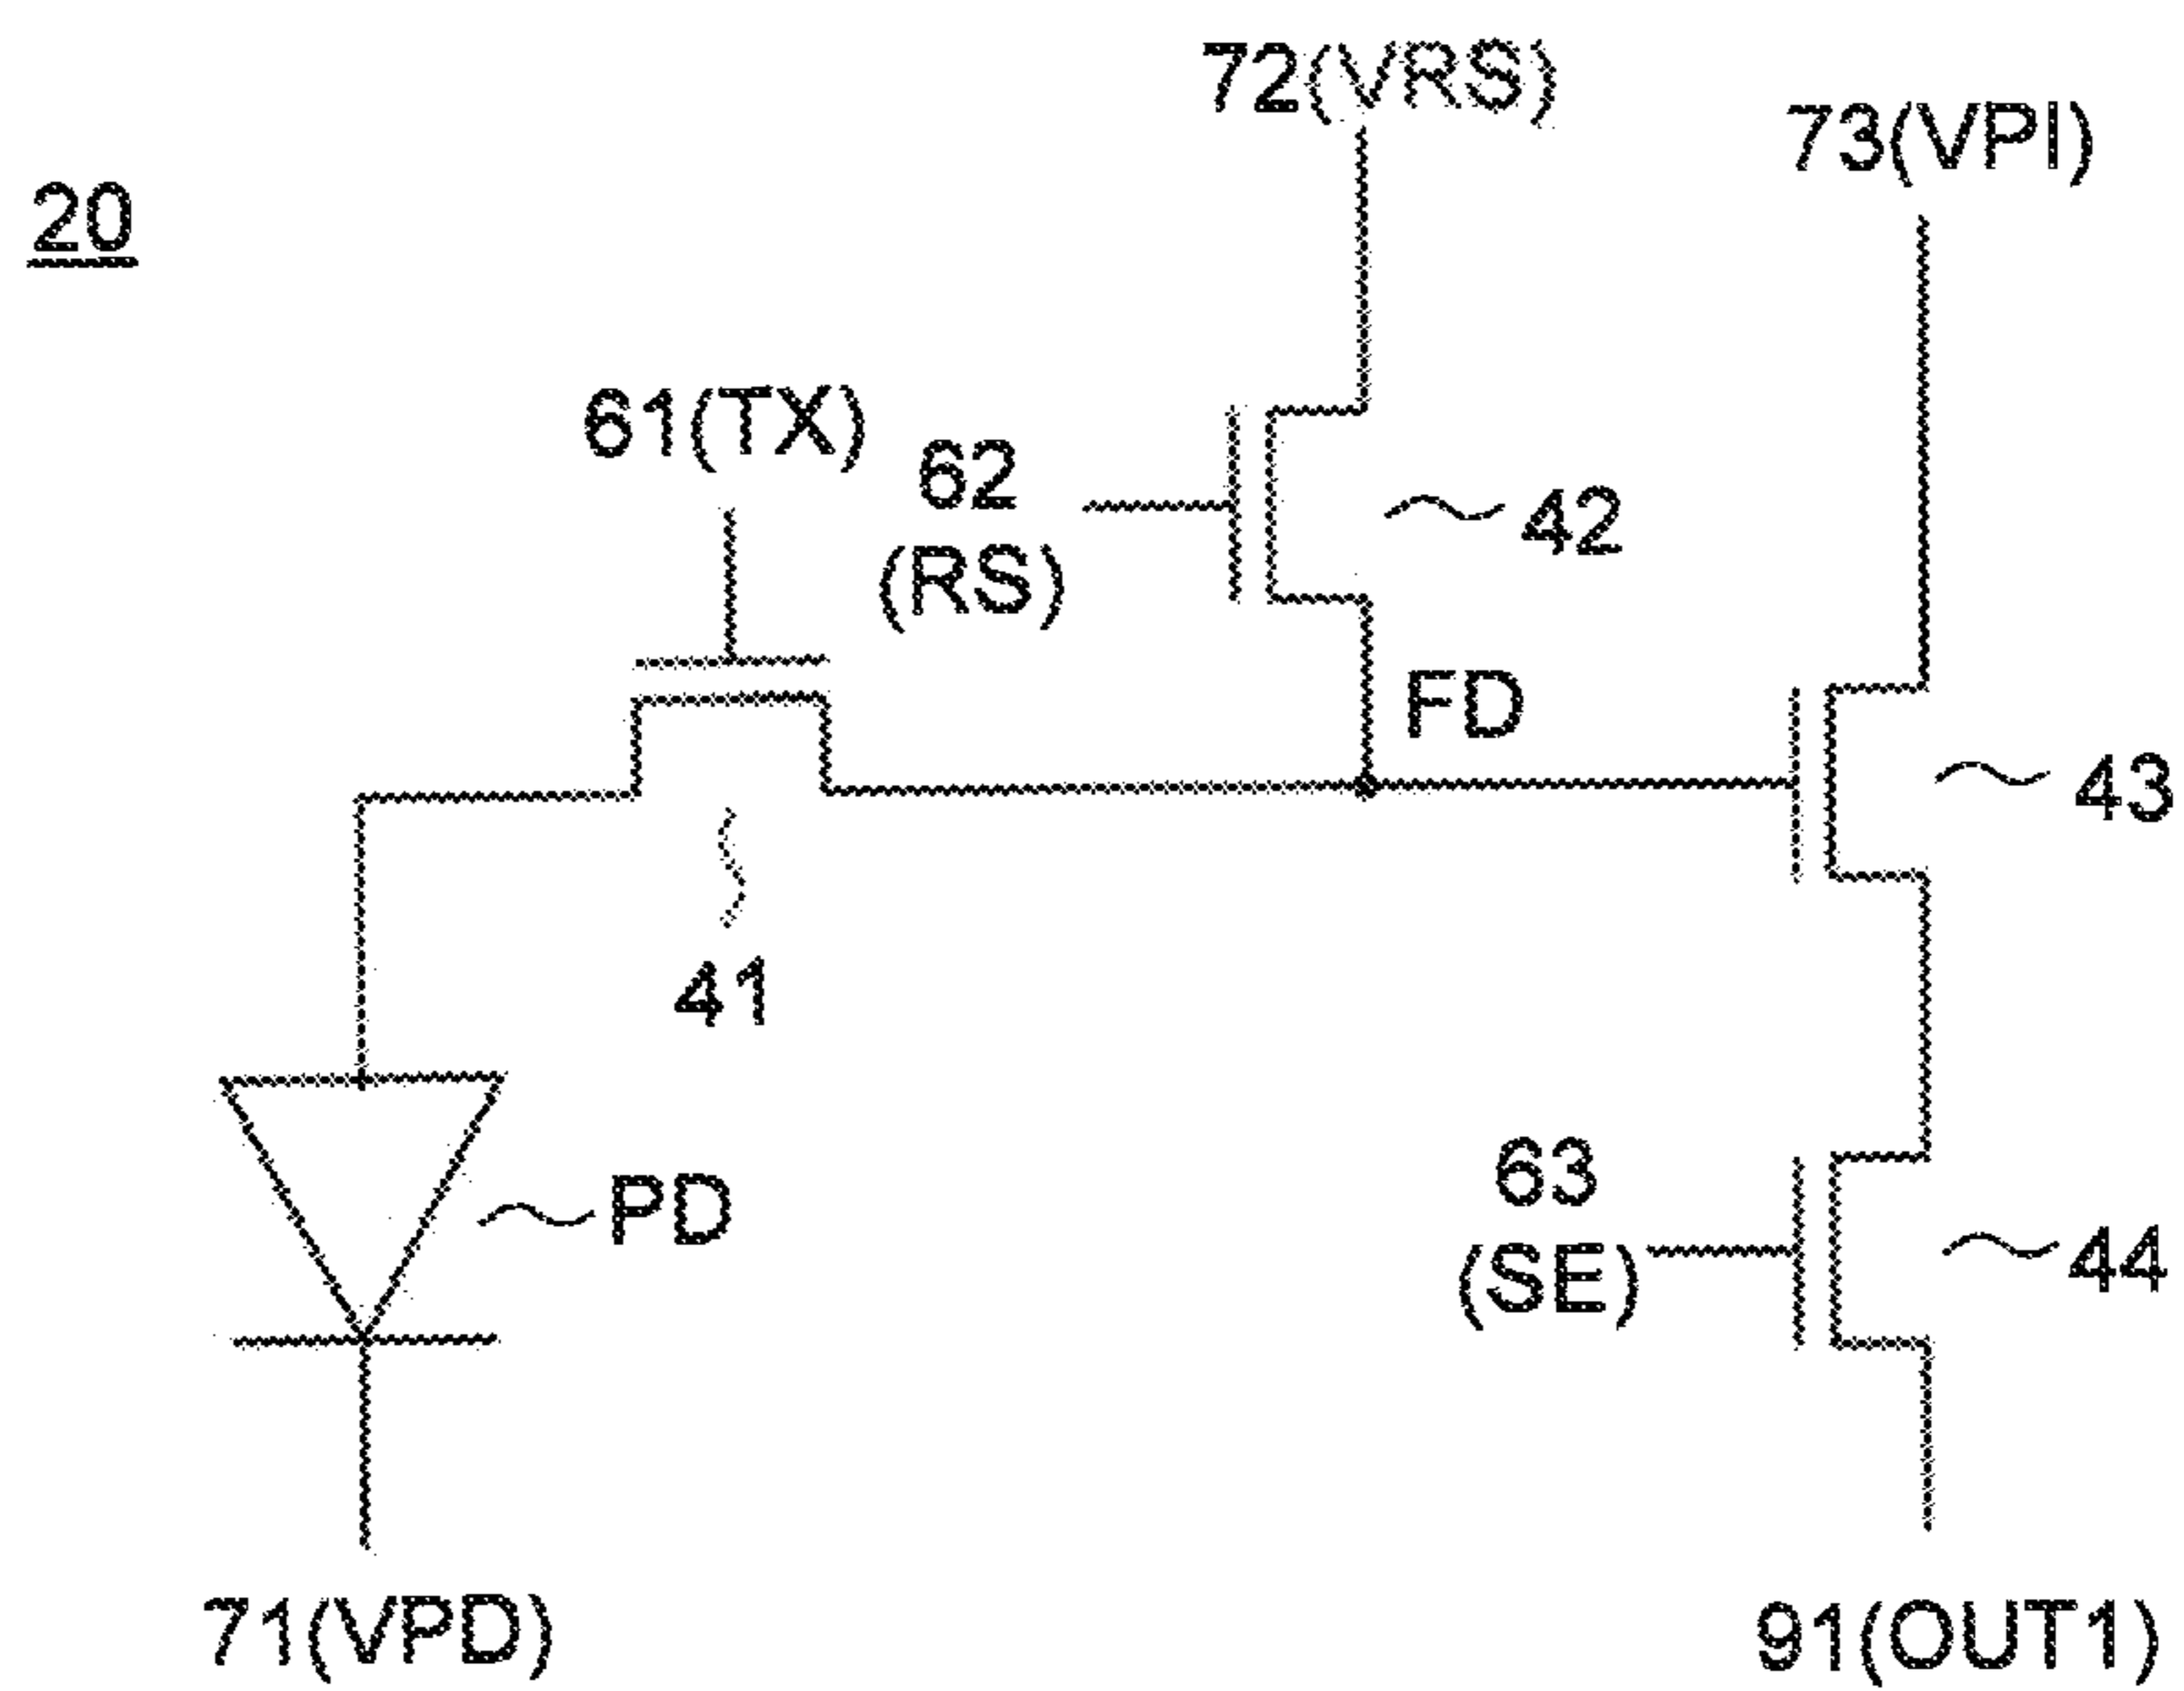 72(VRS)
73(VPI)
20
61(TX)
62
(RS)
42
FD
43
41
63
(SE)
PD
44
71(VPD)
91(OUT1)